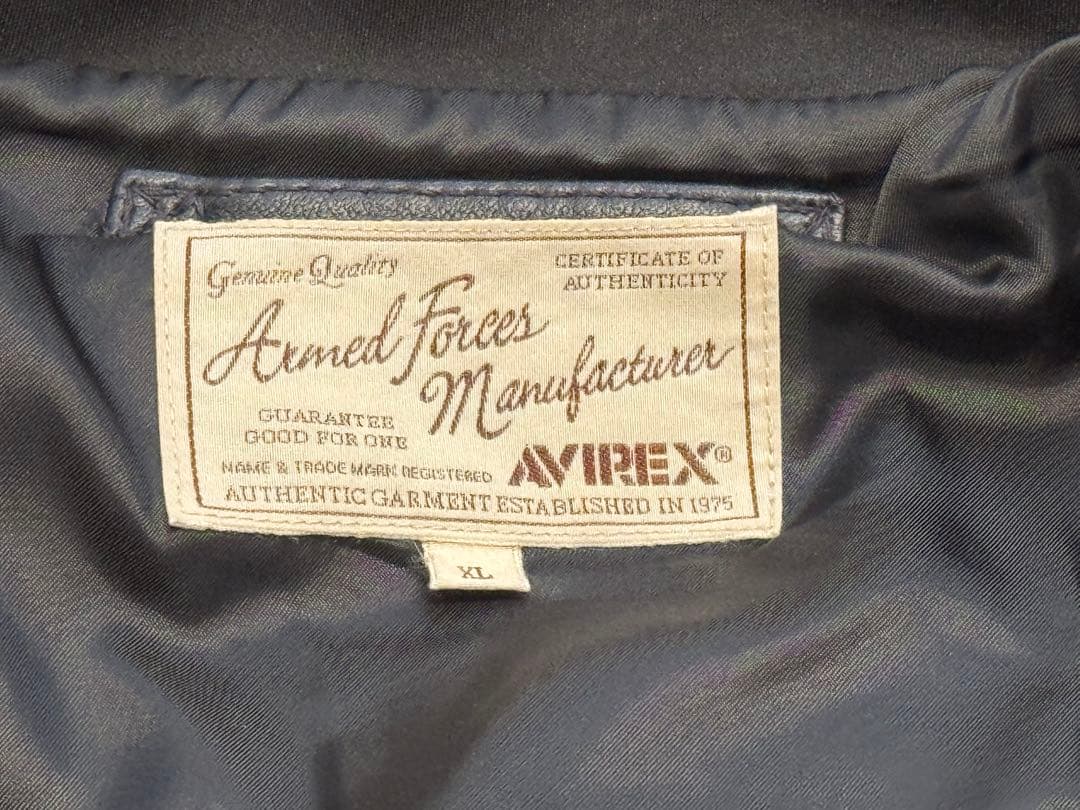 Genuine Quality
CERTIFICATE OF
AUTHENTICITY
Armed Forces
Manufacturer
GUARANTEE
GOOD FOR ONE
NAME & TRADE MARK REGISTERED
AVIREX®
AUTHENTIC GARMENT ESTABLISHED IN 1975
XL